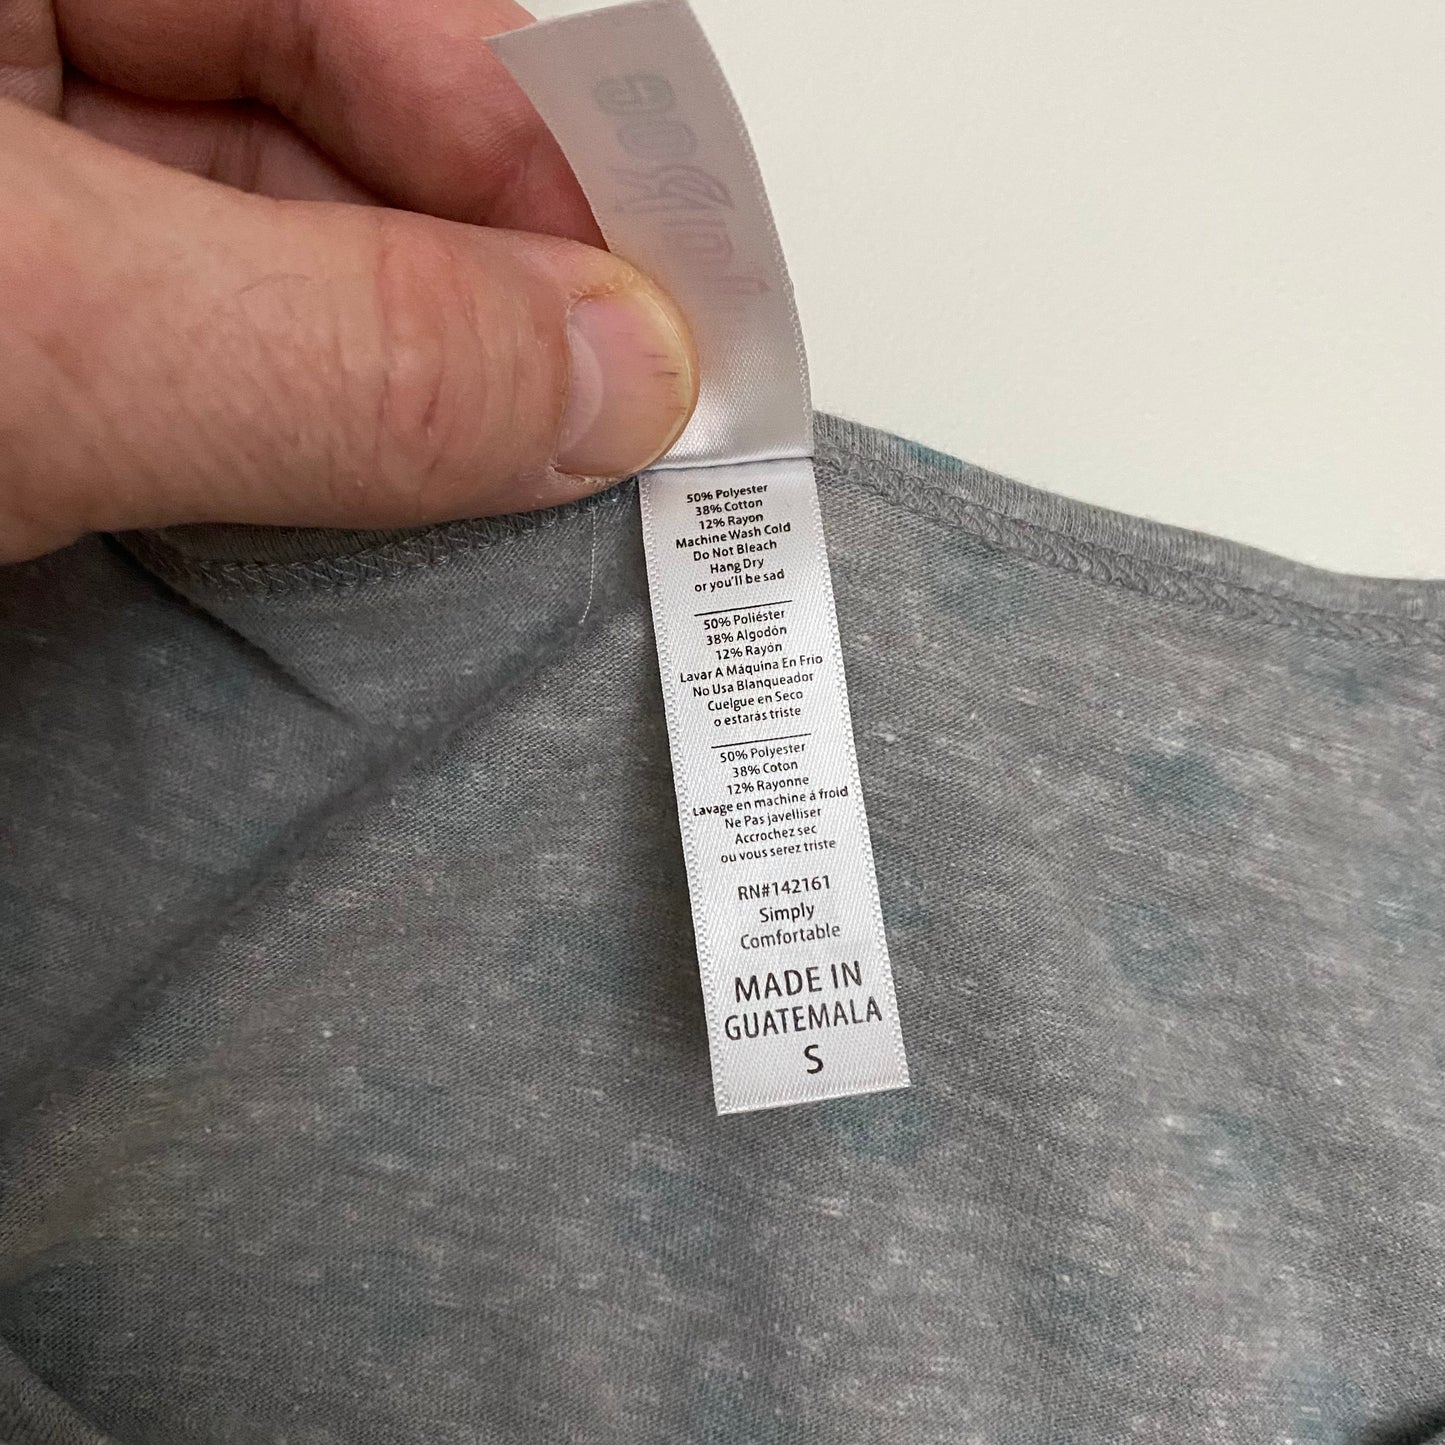 50% Polyester
38% Cotton
12% Rayon
Machine Wash Cold
Do Not Bleach
Hang Dry
or you'll be sad
50% Poliéster
38% Algodón
12% Rayón
Lavar A Máquina En Frio
No Usa Blanqueador
Cuelgue en Seco
o estarás triste
50% Polyester
38% Coton
12% Rayonne
Lavage en machine á froid
Ne Pas javelliser
Accrochez sec
ou vous serez triste
RN#142161
Simply
Comfortable
MADE IN
GUATEMALA
S